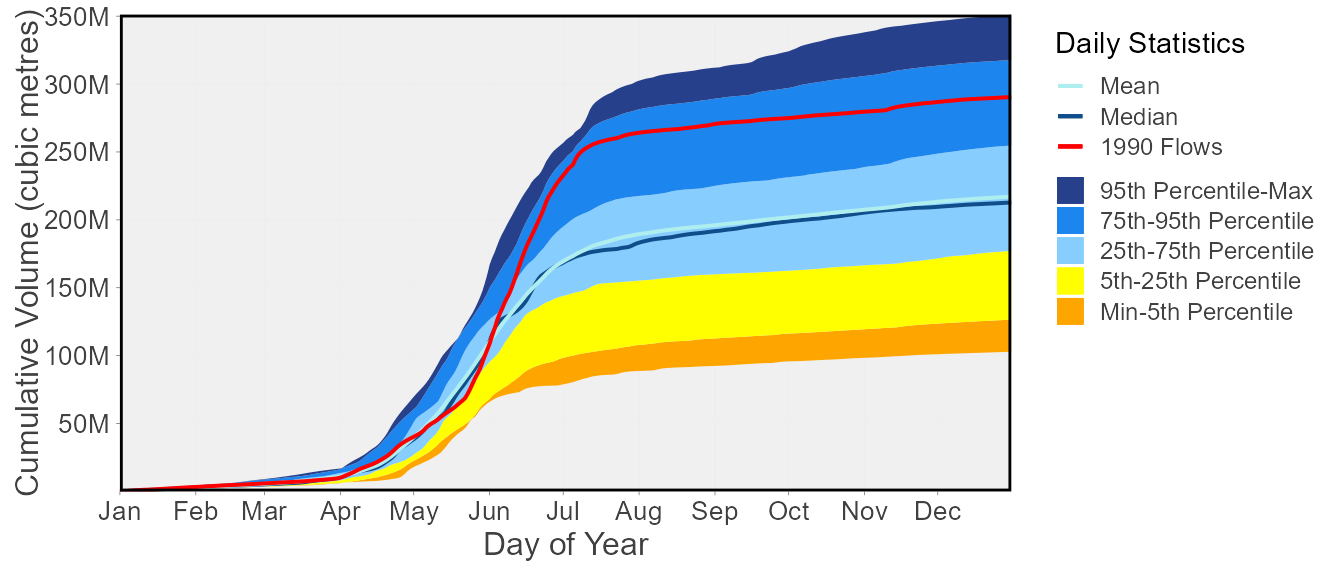 Cumulative Volume (cubic metres)
350M
300M
250M
200M
150M
100M
50M
Jan Feb Mar Apr May Jun Jul Aug Sep Oct Nov Dec
Day of Year
Daily Statistics
Mean
Median
1990 Flows
95th Percentile-Max
75th-95th Percentile
25th-75th Percentile
5th-25th Percentile
Min-5th Percentile